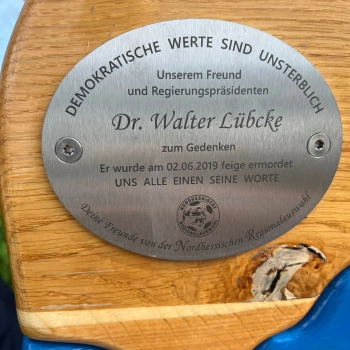 DEMOKRATISCHE WERTE SIND UNSTERBLICH
Unserem Freund
und Regierungspräsidenten
Dr. Walter Lübcke
zum Gedenken
Er wurde am 02.06.2019 feige ermordet
UNS ALLE EINEN SEINE WORTE
NORDHESSISCHE
Deine Freunde von der Nordhessischen Regionalauswahl